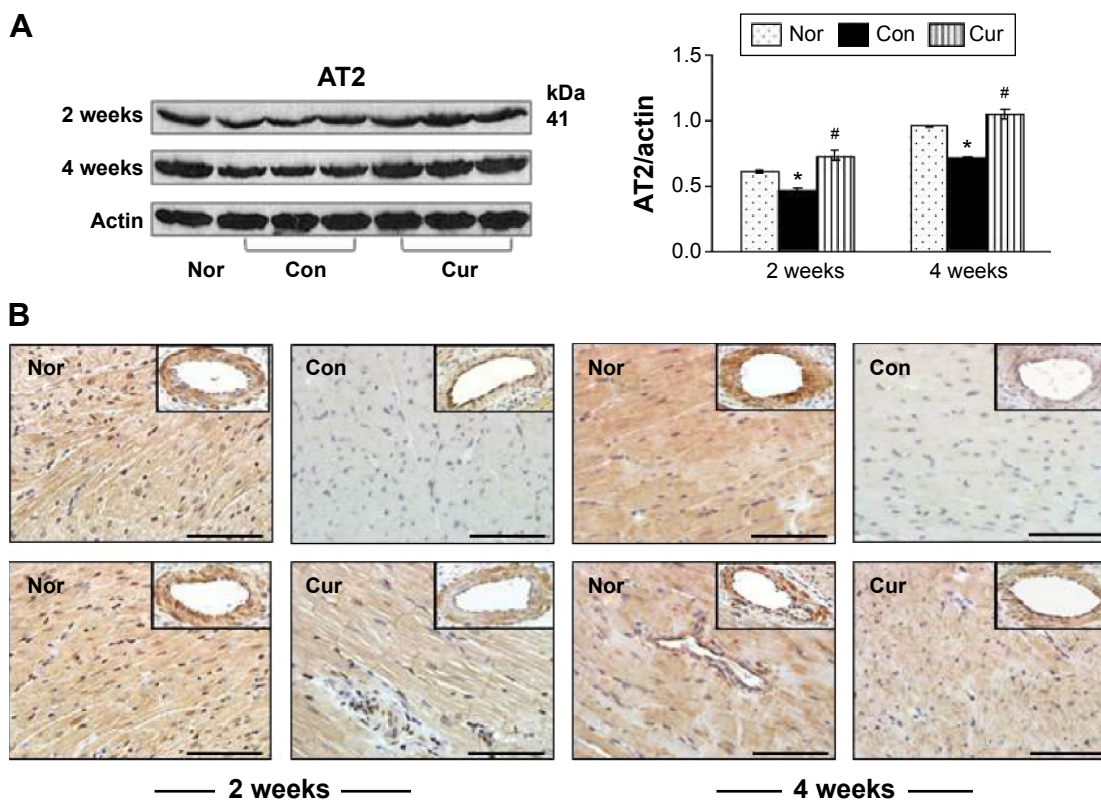 A
AT2
kDa
2 weeks
41
4 weeks
Actin
Nor Con Cur
Nor Con Cur
1.5
1.0
0.5
0.0
AT2/actin
*
#
*
#
2 weeks 4 weeks
B
Nor Con Nor Con
Nor Cur Nor Cur
2 weeks 4 weeks